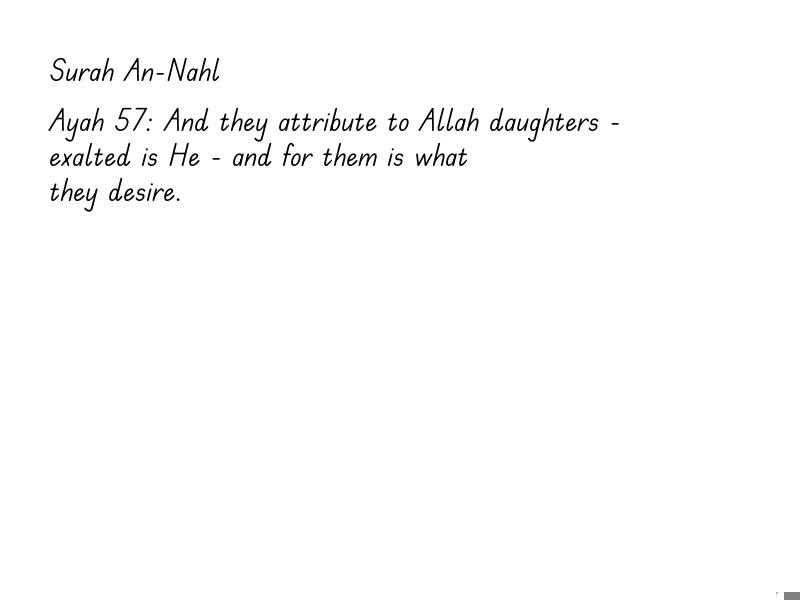 Surah An-Nahl
Ayah 57: And they attribute to Allah daughters -
exalted is He - and for them is what
they desire.